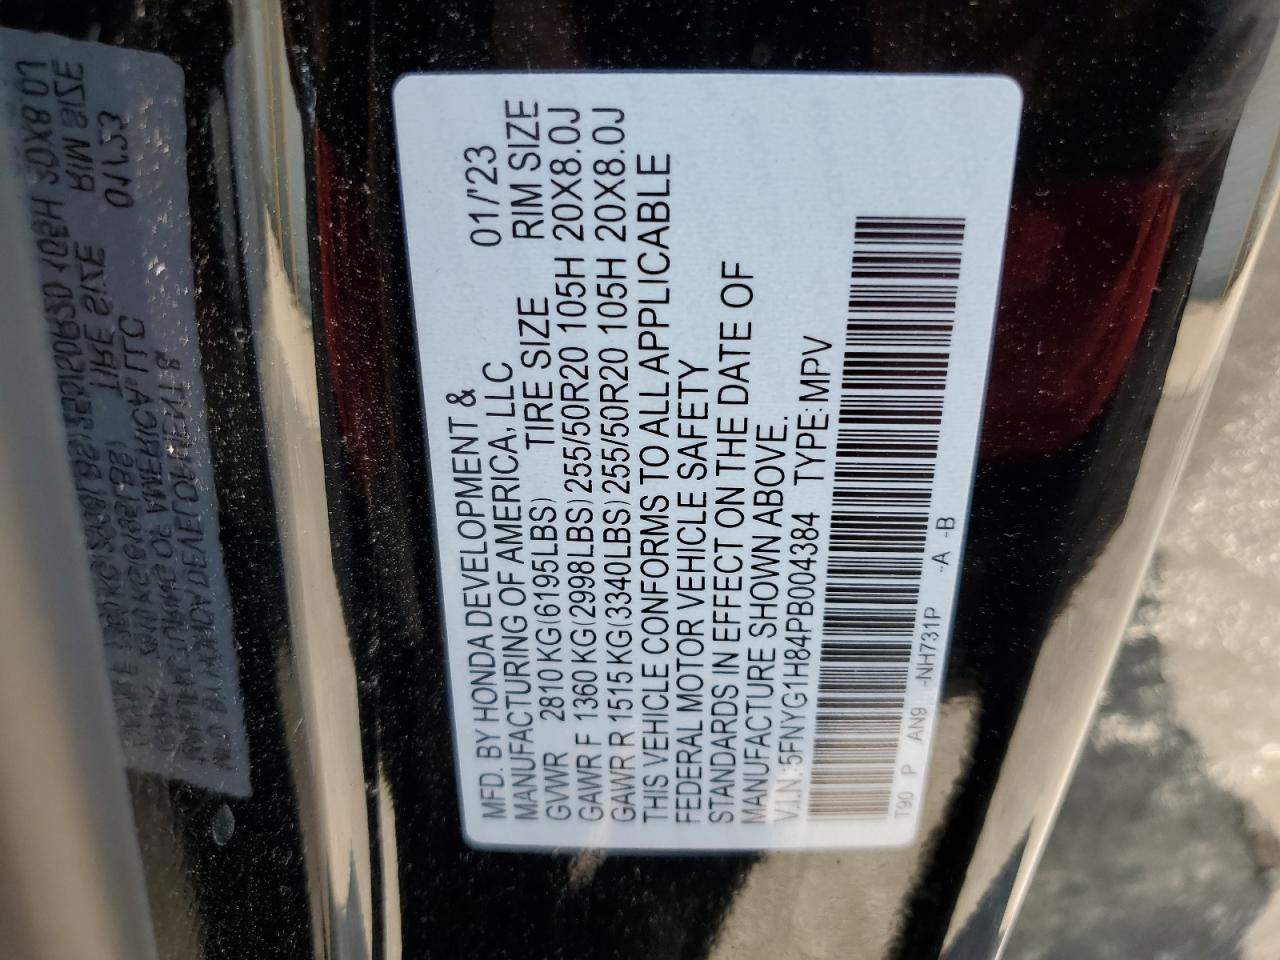 MFD. BY HONDA DEVELOPMENT &
MANUFACTURING OF AMERICA, LLC 01/'23
GVWR 2810 KG (6195LBS) TIRE SIZE RIM SIZE
GAWR F 1360 KG (2998LBS) 255/50R20 105H 20X8.0J
GAWR R 1515 KG (3340LBS) 255/50R20 105H 20X8.0J
THIS VEHICLE CONFORMS TO ALL APPLICABLE
FEDERAL MOTOR VEHICLE SAFETY
STANDARDS IN EFFECT ON THE DATE OF
MANUFACTURE SHOWN ABOVE.
V.I.N.:5FNYG1H84PB004384 TYPE: MPV
T90 P AN9 -NH731P -A -B